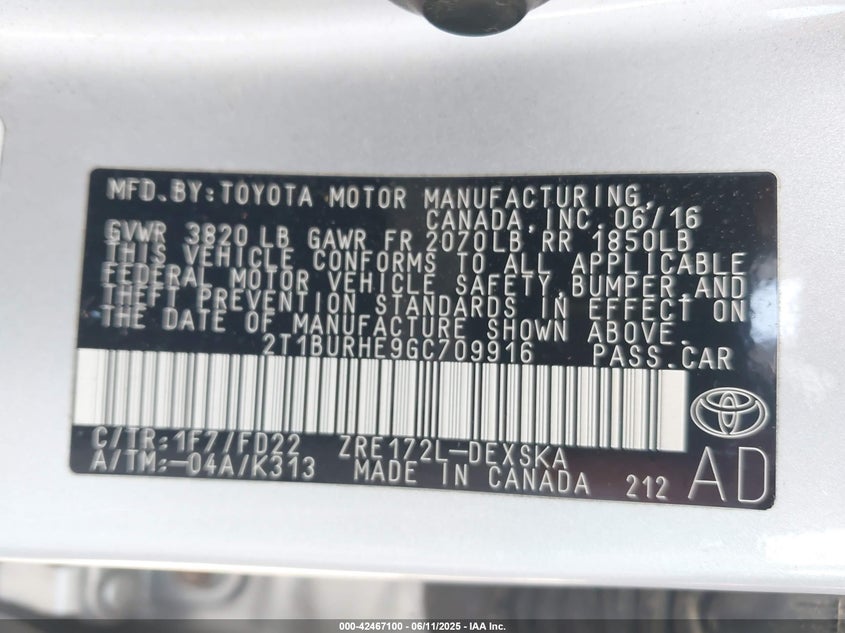 MFD.BY:TOYOTA MOTOR MANUFACTURING,
CANADA, INC. 06/16
GVWR 3820 LB GAWR FR 2070LB RR 1850LB
THIS VEHICLE CONFORMS TO ALL APPLICABLE
FEDERAL MOTOR VEHICLE SAFETY,BUMPER,AND
THEFT PREVENTION STANDARDS IN EFFECT ON
THE DATE OF MANUFACTURE SHOWN ABOVE.
2T1BURHE9GC709916 PASS.CAR
C/TR:1F7/FD22 ZRE172L-DEXSKA
A/TM:-04A/K313 MADE IN CANADA 212 AD
000-42467100 - 06/11/2025 - IAA Inc.